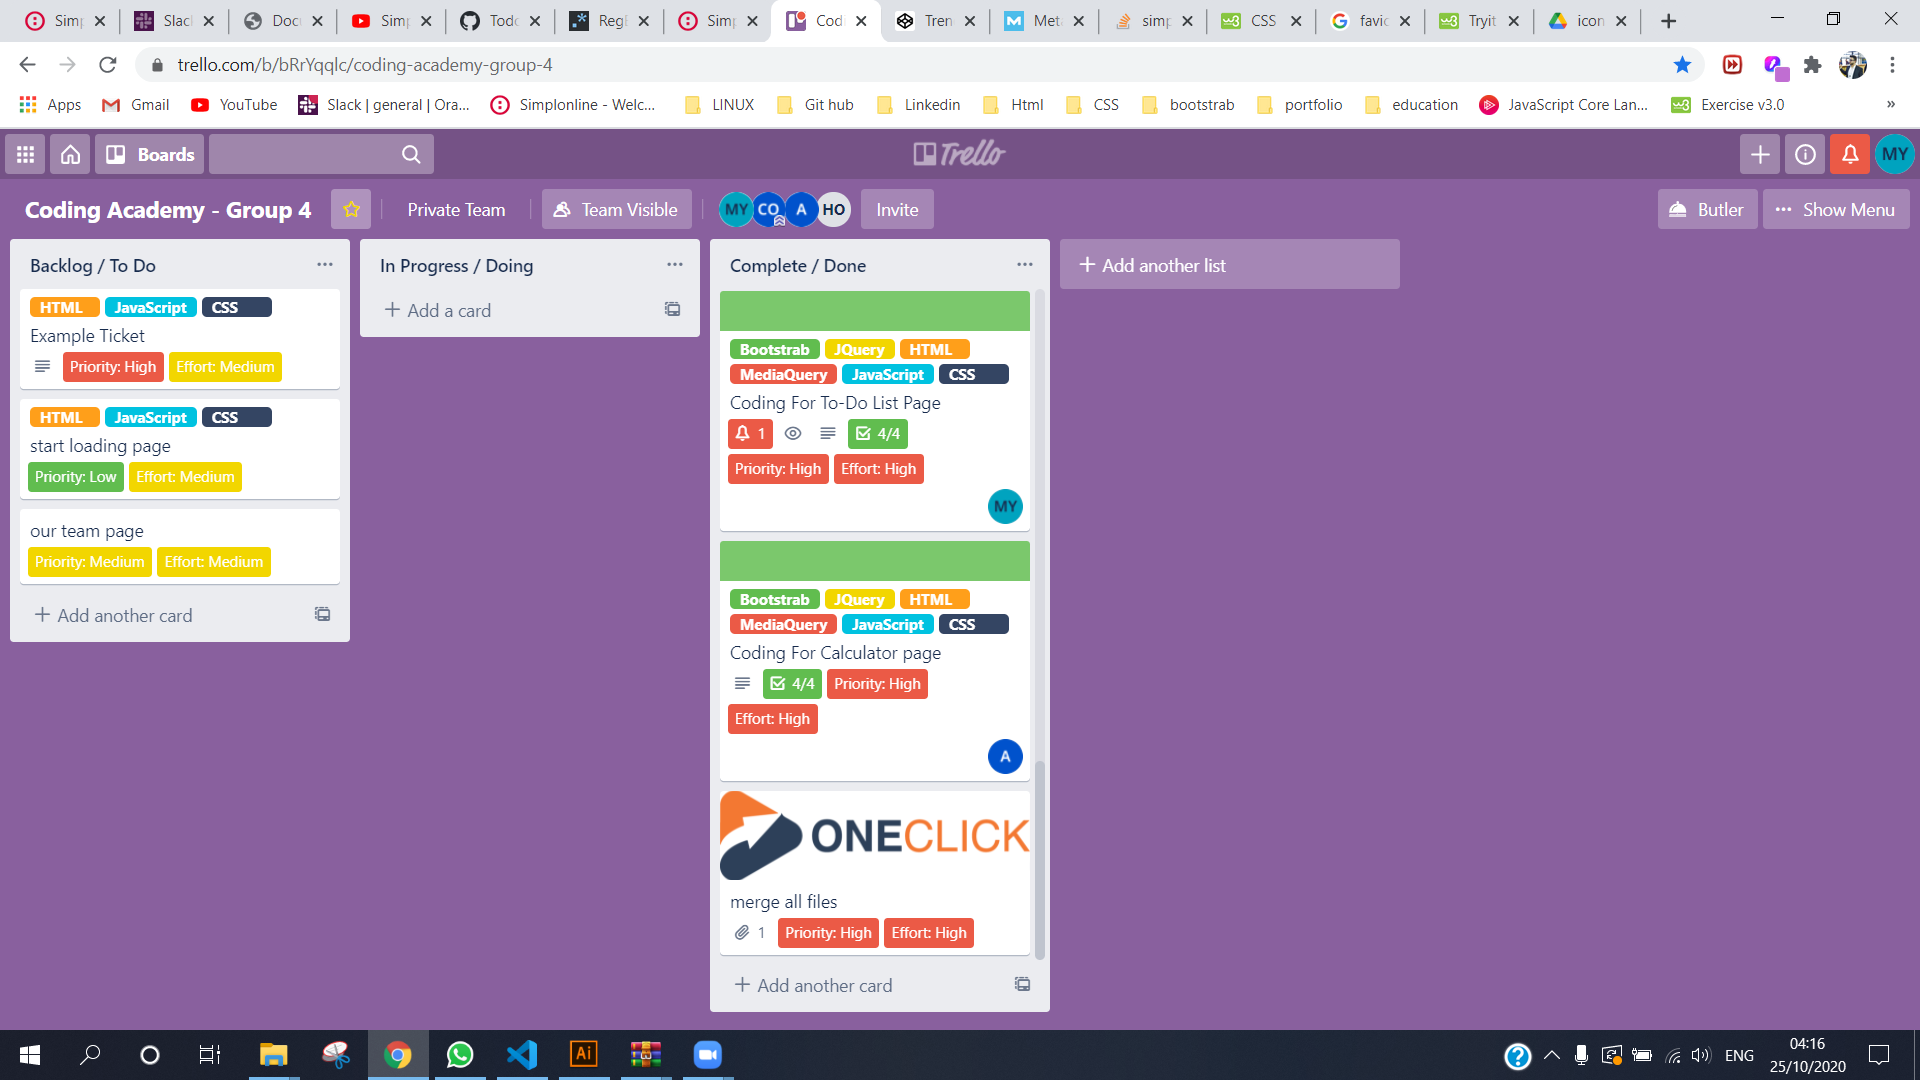 Simp
Slac
Docu
Simp
Todo
RegE
Simp
Codi
Tren
Met
simp
CSS
favic
Tryit
icon
trello.com/b/bRrYqqlc/coding-academy-group-4
Apps
Gmail
YouTube
Slack | general | Ora...
Simplonline - Welc...
LINUX
Git hub
Linkedin
Html
CSS
bootstrab
portfolio
education
JavaScript Core Lan...
Exercise v3.0
»
Boards
Trello
MY
Coding Academy - Group 4
Private Team
Team Visible
MY CO A HO
Invite
Butler
Show Menu
Backlog / To Do
HTML JavaScript CSS
Example Ticket
Priority: High Effort: Medium
HTML JavaScript CSS
start loading page
Priority: Low Effort: Medium
our team page
Priority: Medium Effort: Medium
+ Add another card
In Progress / Doing
+ Add a card
Complete / Done
Bootstrab JQuery HTML
MediaQuery JavaScript CSS
Coding For To-Do List Page
1 4/4
Priority: High Effort: High
MY
Bootstrab JQuery HTML
MediaQuery JavaScript CSS
Coding For Calculator page
4/4 Priority: High
Effort: High
A
ONECLICK
merge all files
1 Priority: High Effort: High
+ Add another card
+ Add another list
Ai
ENG
04:16
25/10/2020